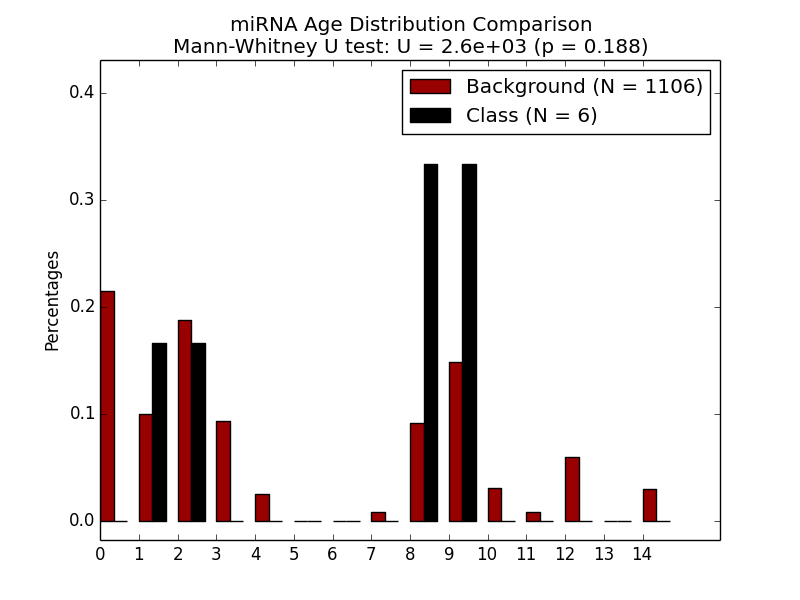 miRNA Age Distribution Comparison
Mann-Whitney U test: U = 2.6e+03 (p = 0.188)
Background (N = 1106)
Class (N = 6)
Percentages
0.4
0.3
0.2
0.1
0.0
0 1 2 3 4 5 6 7 8 9 10 11 12 13 14